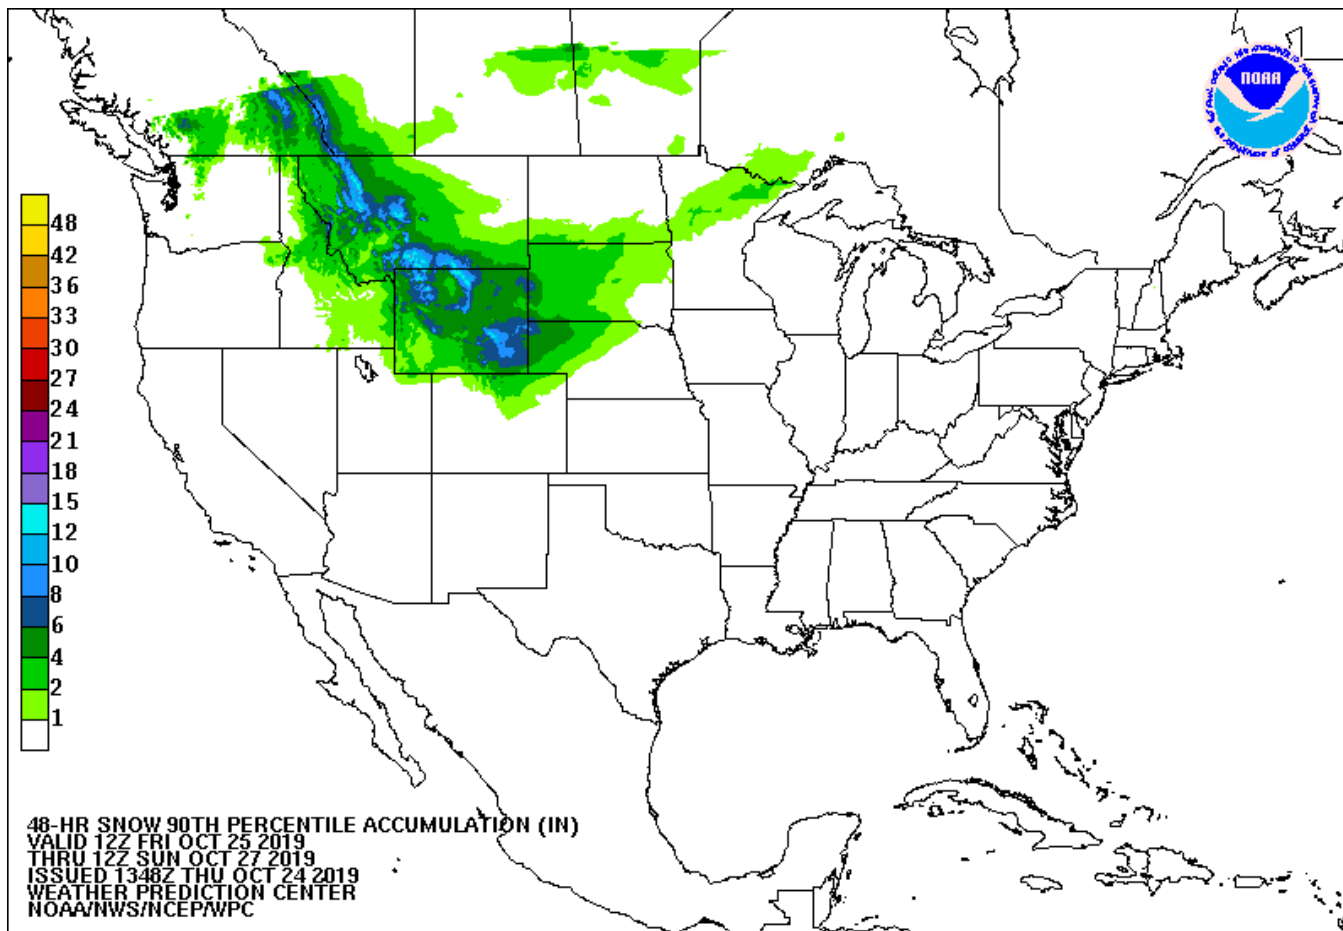 NOAA
48
42
36
33
30
27
24
21
18
15
12
10
8
6
4
2
1
48-HR SNOW 90TH PERCENTILE ACCUMULATION (IN)
VALID 12Z FRI OCT 25 2019
THRU 12Z SUN OCT 27 2019
ISSUED 1348Z THU OCT 24 2019
WEATHER PREDICTION CENTER
NOAA/NWS/NCEP/WPC